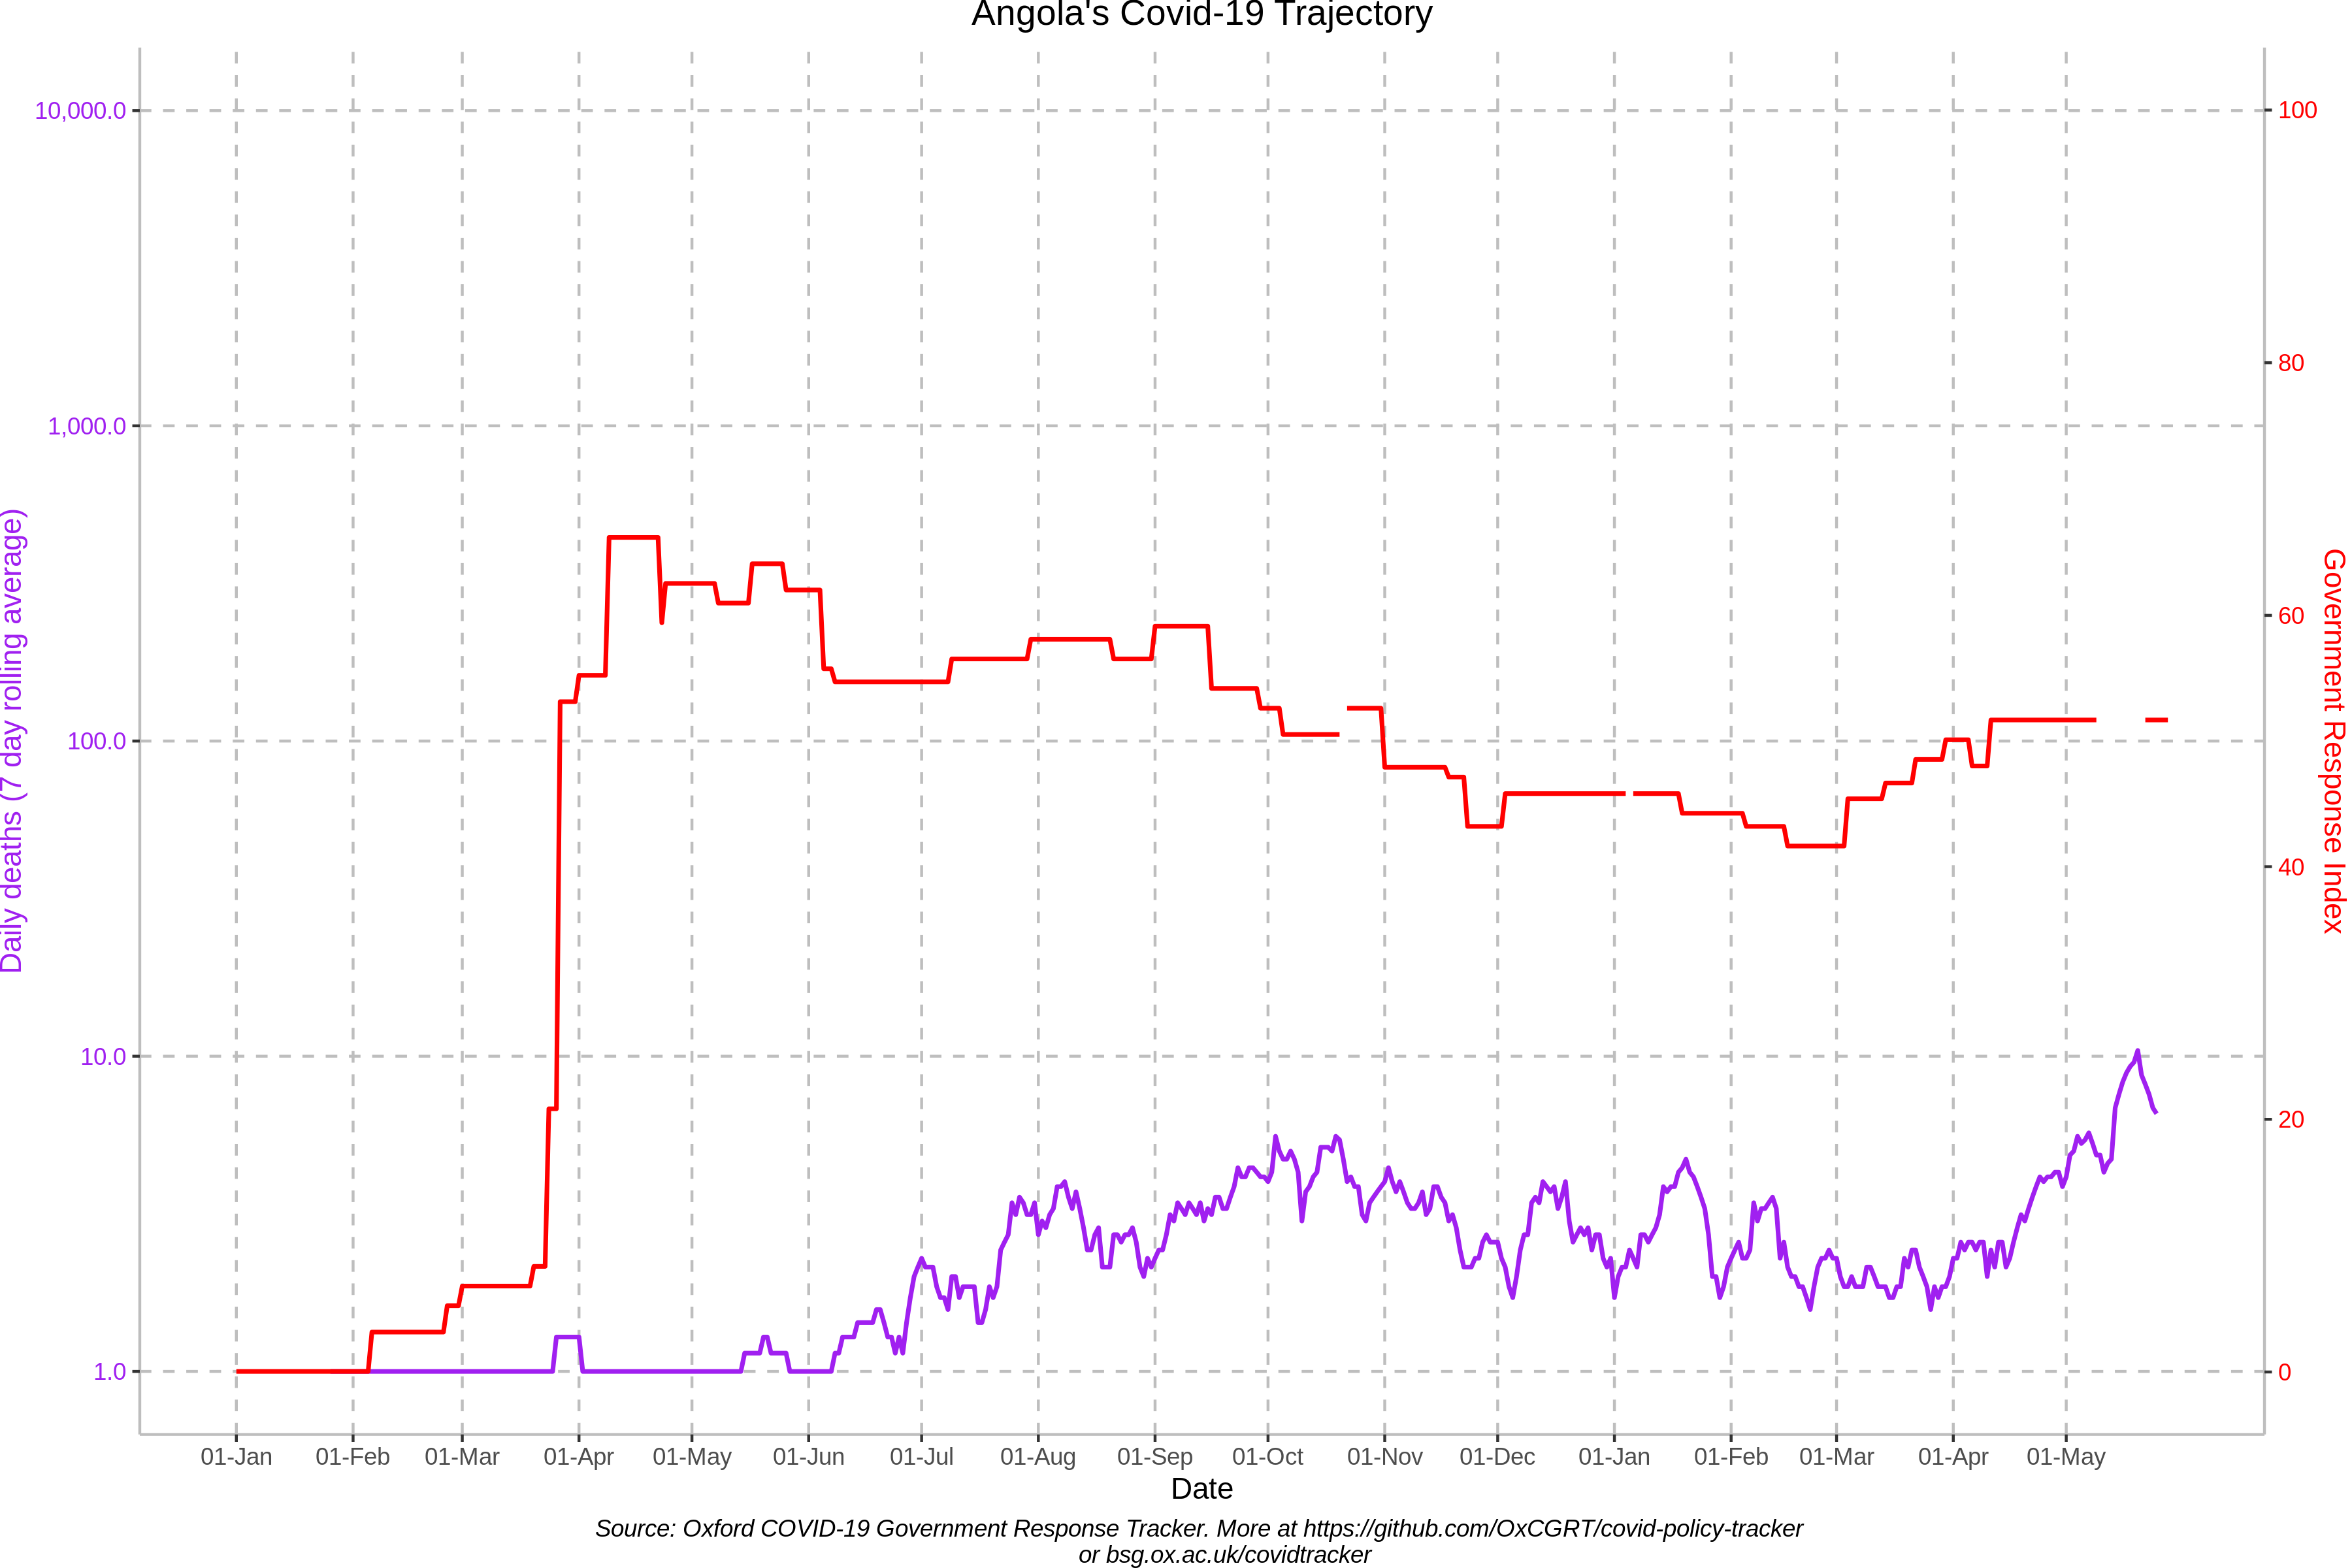 Angola's Covid-19 Trajectory
10,000.0
1,000.0
100.0
10.0
1.0
Daily deaths (7 day rolling average)
100
80
60
40
20
0
Government Response Index
01-Jan 01-Feb 01-Mar 01-Apr 01-May 01-Jun 01-Jul 01-Aug 01-Sep 01-Oct 01-Nov 01-Dec 01-Jan 01-Feb 01-Mar 01-Apr 01-May
Date
Source: Oxford COVID-19 Government Response Tracker. More at https://github.com/OxCGRT/covid-policy-tracker
or bsg.ox.ac.uk/covidtracker